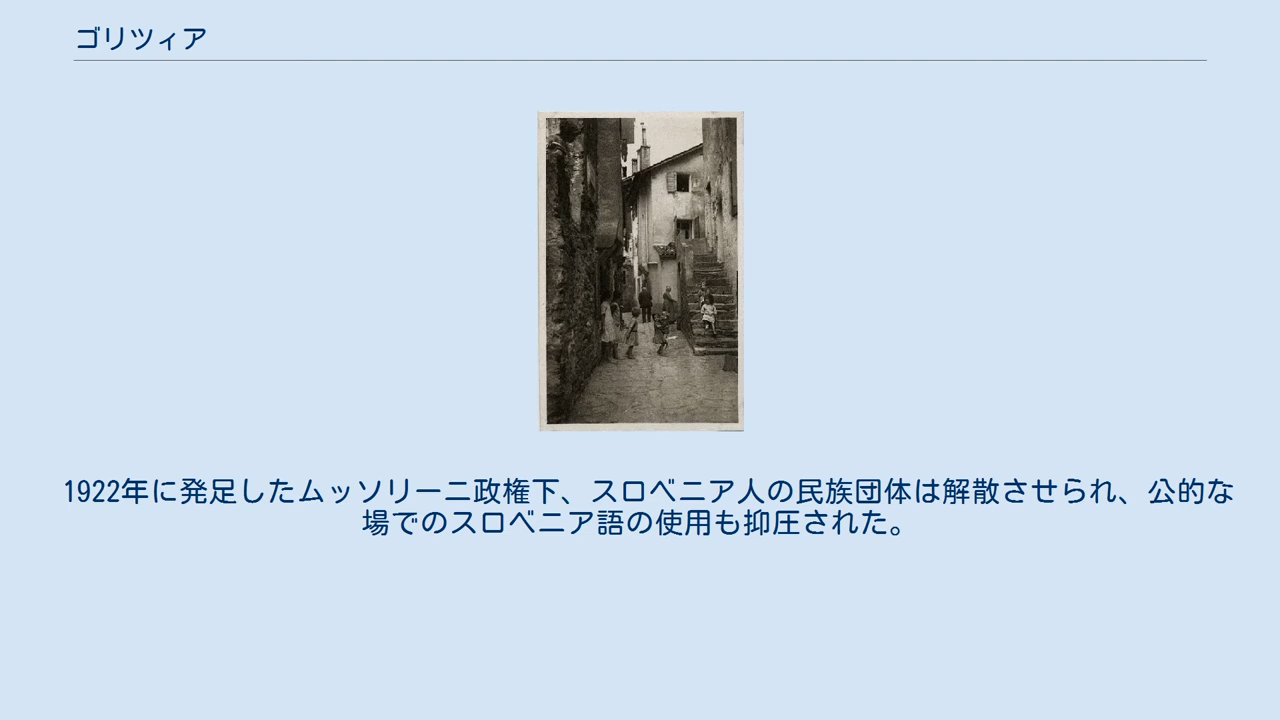 ゴリツィア
1922年に発足したムッソリーニ政権下、スロベニア人の民族団体は解散させられ、公的な
場でのスロベニア語の使用も抑圧された。